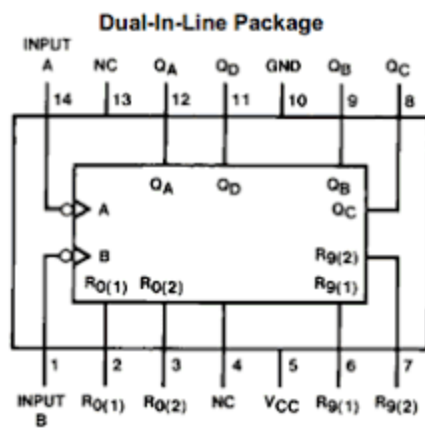 Dual-In-Line Package
INPUT
A NC QA QD GND QB QC
14 13 12 11 10 9 8
QA QD QB
A QC
B R9(2)
R0(1) R0(2) R9(1)
1 2 3 4 5 6 7
INPUT R0(1) R0(2) NC VCC R9(1) R9(2)
B